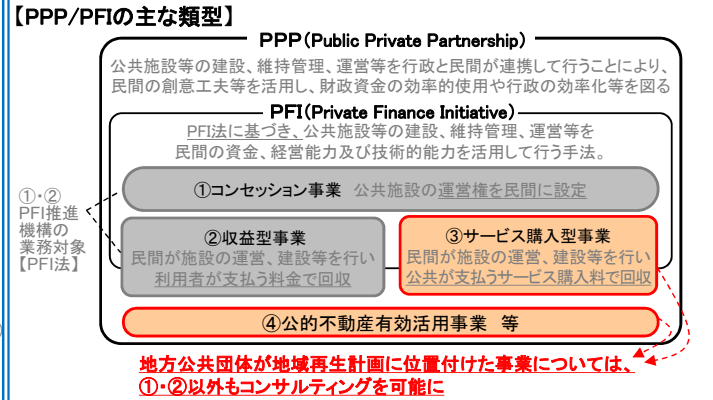 【PPP/PFIの主な類型】
PPP(Public Private Partnership)
公共施設等の建設、維持管理、運営等を行政と民間が連携して行うことにより、
民間の創意工夫等を活用し、財政資金の効率的使用や行政の効率化等を図る
PFI(Private Finance Initiative)
PFI法に基づき、公共施設等の建設、維持管理、運営等を
民間の資金、経営能力及び技術的能力を活用して行う手法。
①コンセッション事業 公共施設の運営権を民間に設定
①・②
PFI推進
機構の
業務対象
【PFI法】
②収益型事業
民間が施設の運営、建設等を行い
利用者が支払う料金で回収
③サービス購入型事業
民間が施設の運営、建設等を行い
公共が支払うサービス購入料で回収
④公的不動産有効活用事業 等
地方公共団体が地域再生計画に位置付けた事業については、
①・②以外もコンサルティングを可能に